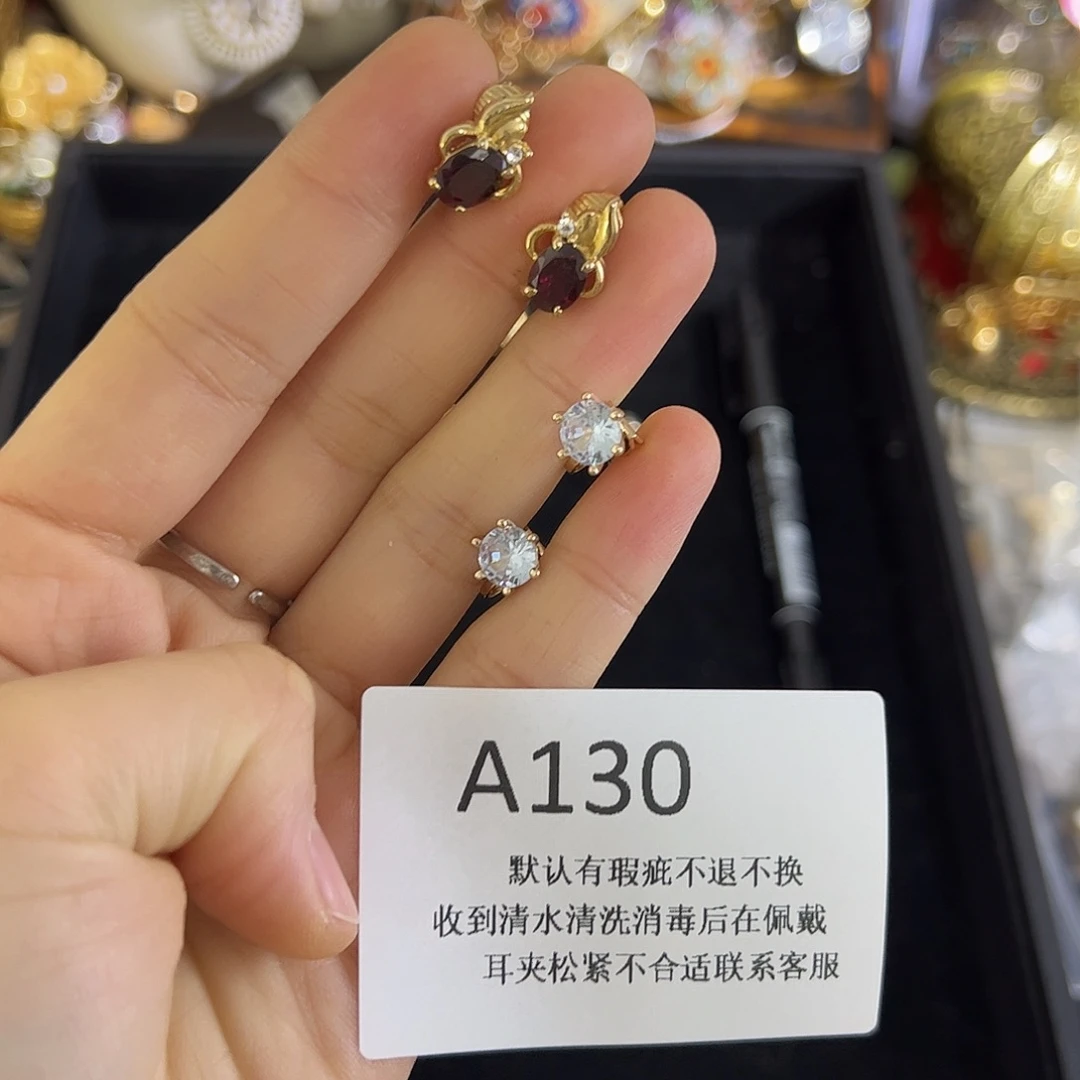 A130
默认有瑕疵不退不换
收到清水清洗消毒后在佩戴
耳夹松紧不合适联系客服